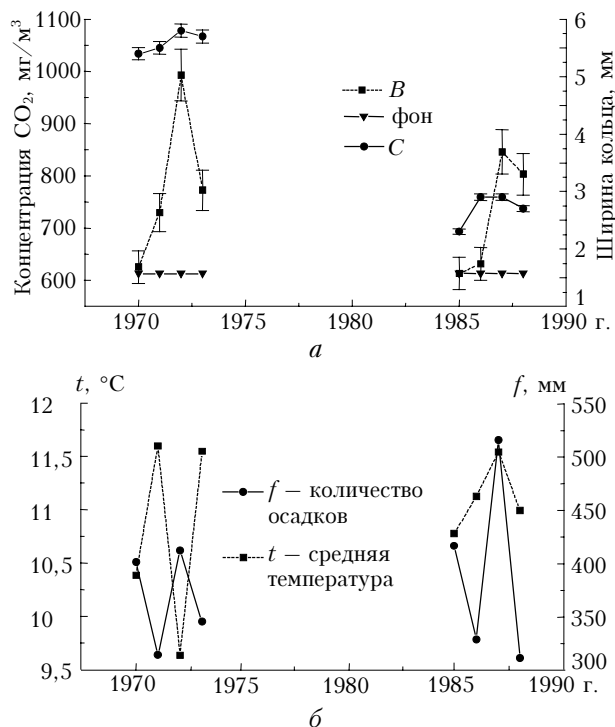 Концентрация CO₂, мг/м³
1100
1000
900
800
700
600
6
5
4
3
2
1
Ширина кольца, мм
B
фон
C
1970 1975 1980 1985 1990 г.
а
t, °C
f, мм
12
11,5
11
10,5
10
9,5
550
500
450
400
350
300
f – количество
осадков
t – средняя
температура
1970 1975 1980 1985 1990 г.
б